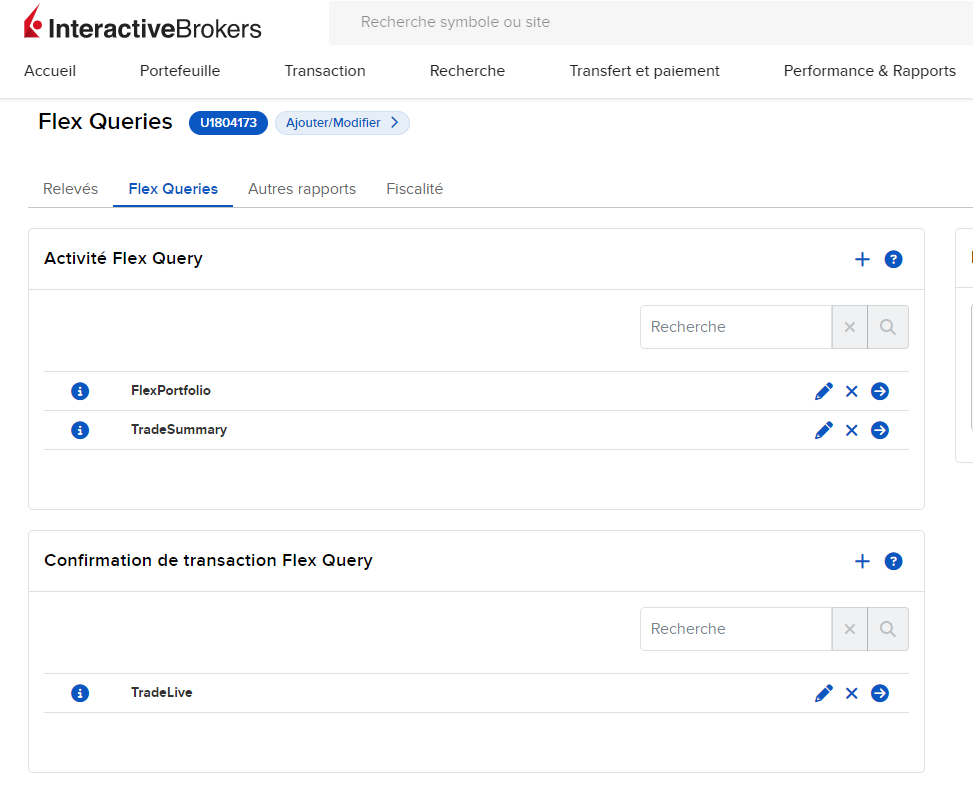 InteractiveBrokers
Recherche symbole ou site
Accueil Portefeuille Transaction Recherche Transfert et paiement Performance & Rapports
Flex Queries U1804173 Ajouter/Modifier
Relevés Flex Queries Autres rapports Fiscalité
Activité Flex Query
Recherche
FlexPortfolio
TradeSummary
Confirmation de transaction Flex Query
Recherche
TradeLive